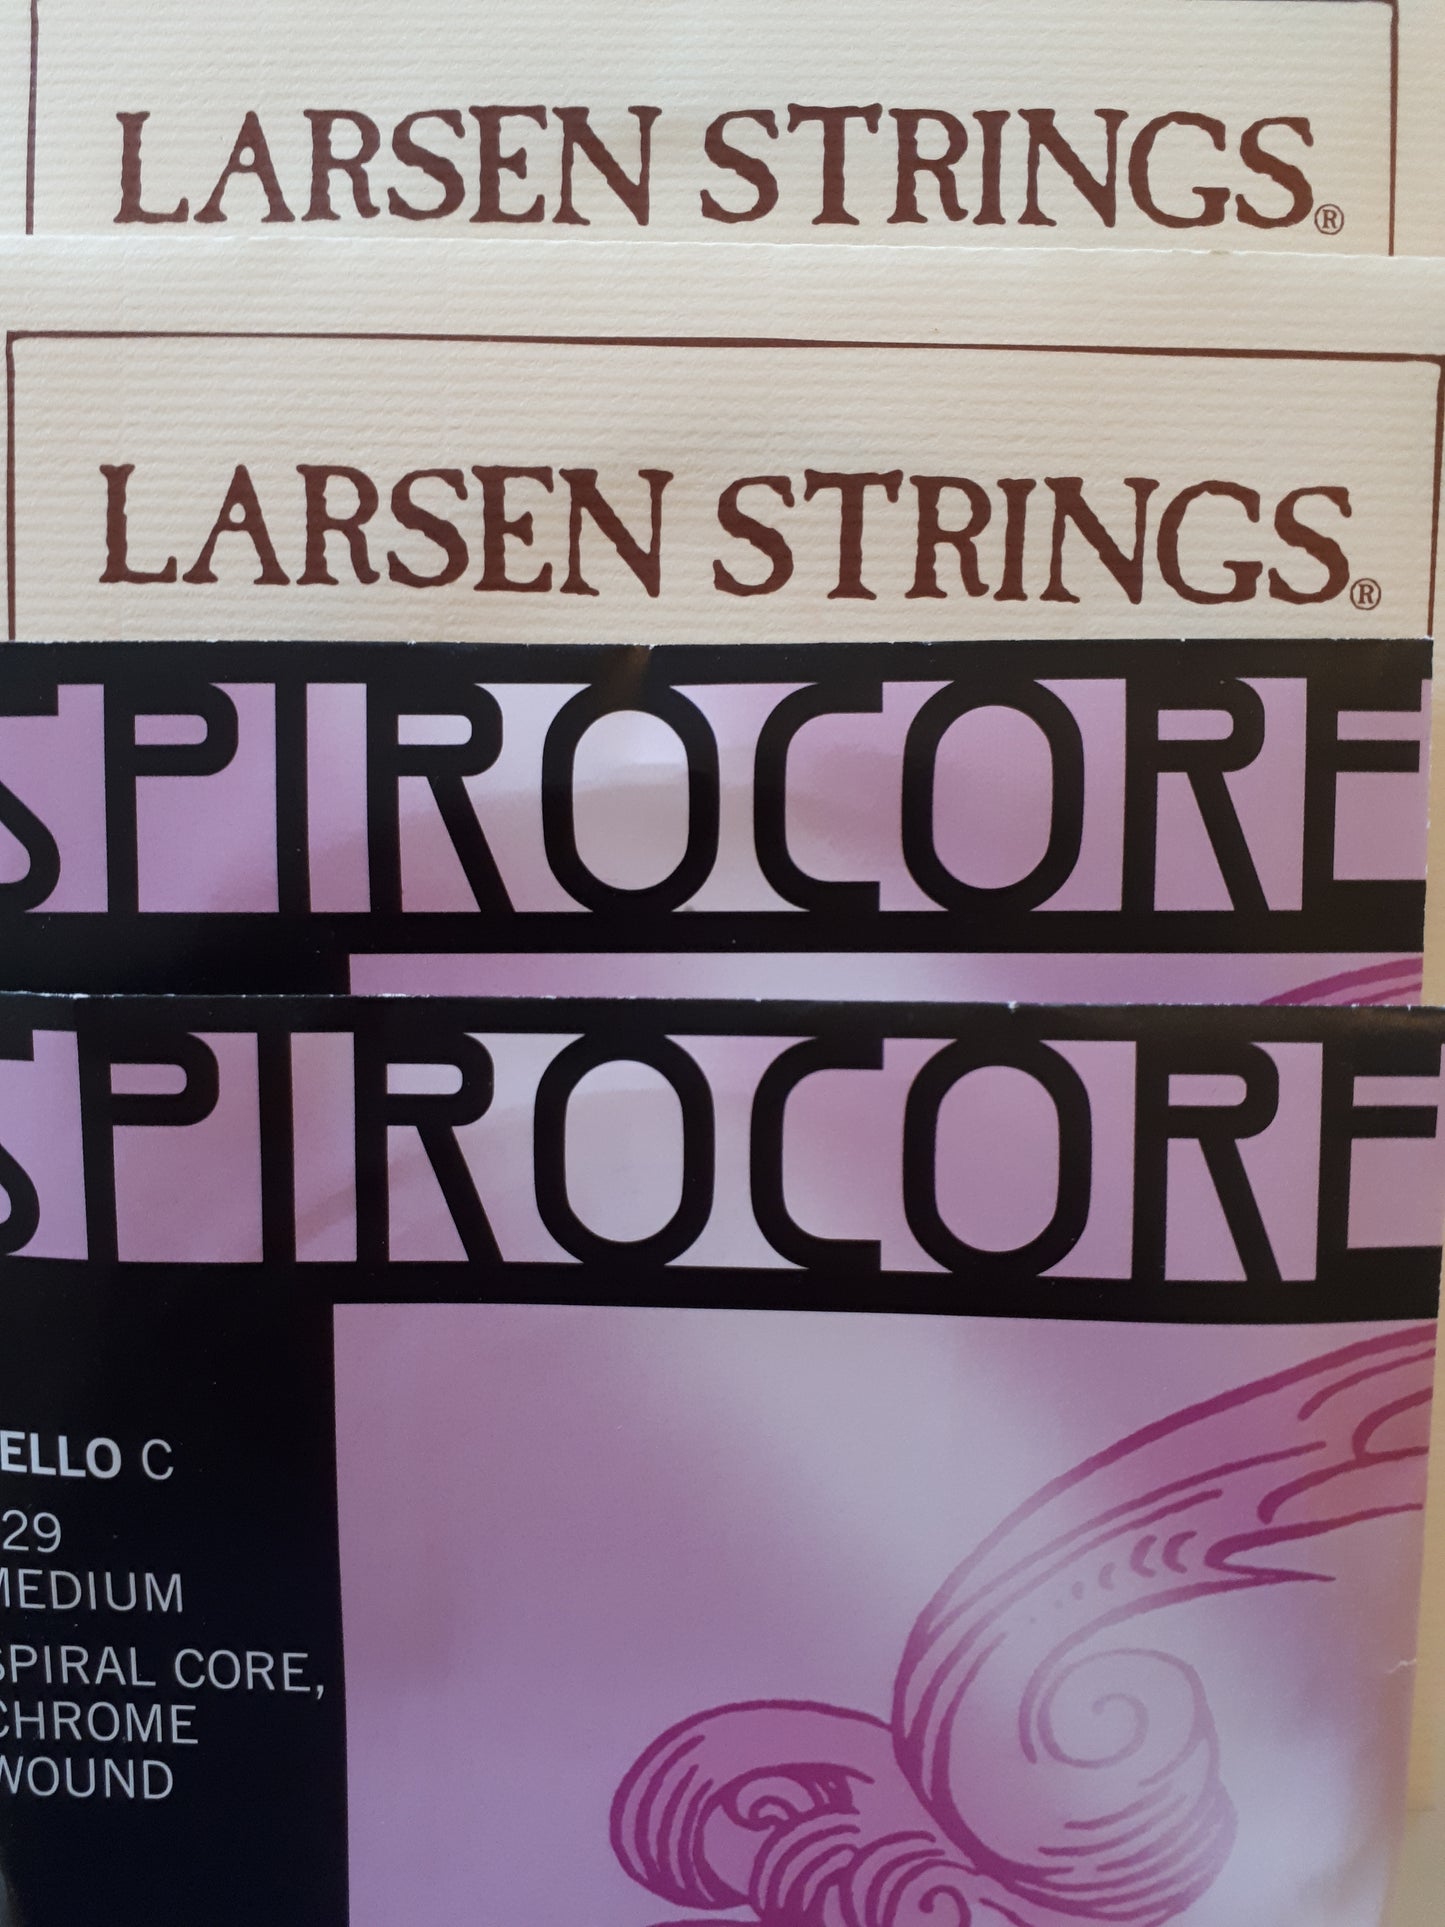 LARSEN STRINGS®
LARSEN STRINGS®
SPIROCORE
SPIROCORE
ELLO C
29
MEDIUM
SPIRAL CORE,
CHROME
WOUND